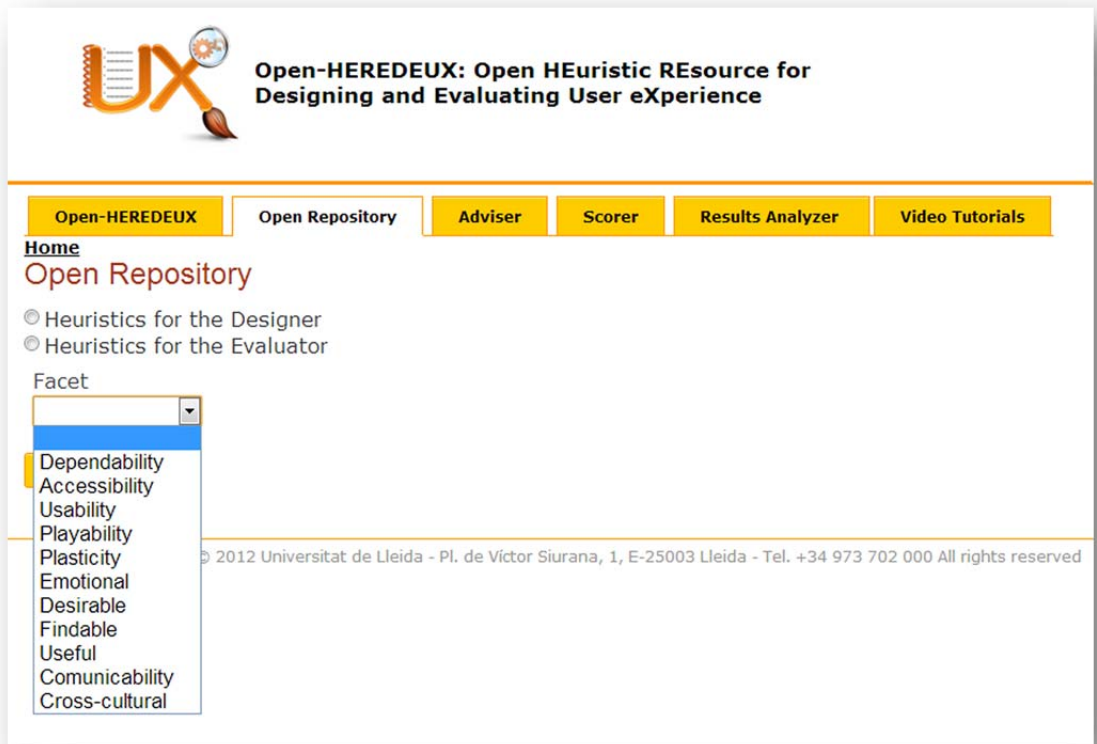 UX
Open-HEREDEUX: Open HEuristic REsource for
Designing and Evaluating User eXperience
Open-HEREDEUX
Open Repository
Adviser
Scorer
Results Analyzer
Video Tutorials
Home
Open Repository
Heuristics for the Designer
Heuristics for the Evaluator
Facet
Dependability
Accessibility
Usability
Playability
Plasticity
© 2012 Universitat de Lleida - Pl. de Víctor Siurana, 1, E-25003 Lleida - Tel. +34 973 702 000 All rights reserved
Emotional
Desirable
Findable
Useful
Comunicability
Cross-cultural